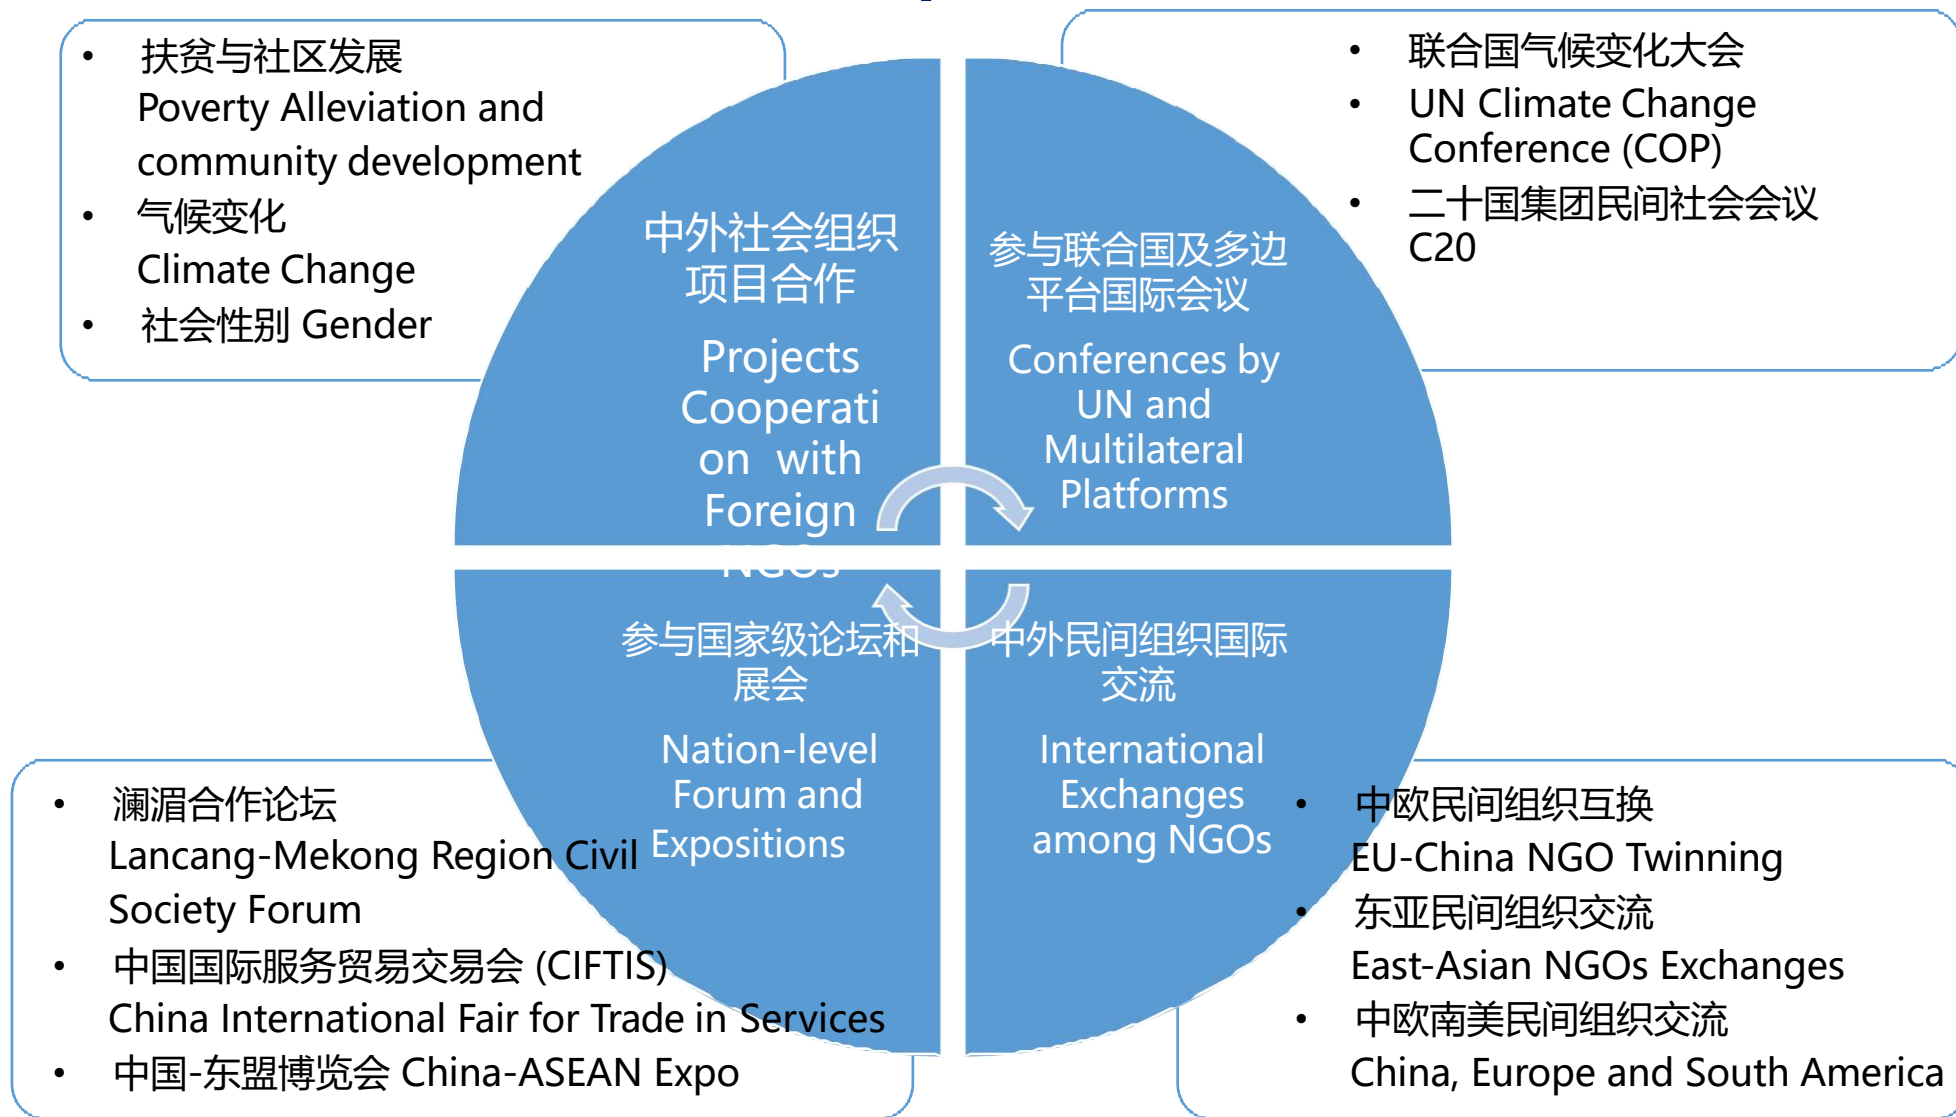 • 扶贫与社区发展
Poverty Alleviation and
community development
• 气候变化
Climate Change
• 社会性别 Gender
• 联合国气候变化大会
• UN Climate Change
Conference (COP)
• 二十国集团民间社会会议
C20
中外社会组织
项目合作
Projects
Cooperati
on with
Foreign
NGOs
参与联合国及多边
平台国际会议
Conferences by
UN and
Multilateral
Platforms
参与国家级论坛和
展会
Nation-level
Forum and
Expositions
中外民间组织国际
交流
International
Exchanges
among NGOs
• 澜湄合作论坛
Lancang-Mekong Region Civil
Society Forum
• 中国国际服务贸易交易会 (CIFTIS)
China International Fair for Trade in Services
• 中国-东盟博览会 China-ASEAN Expo
• 中欧民间组织互换
EU-China NGO Twinning
• 东亚民间组织交流
East-Asian NGOs Exchanges
• 中欧南美民间组织交流
China, Europe and South America